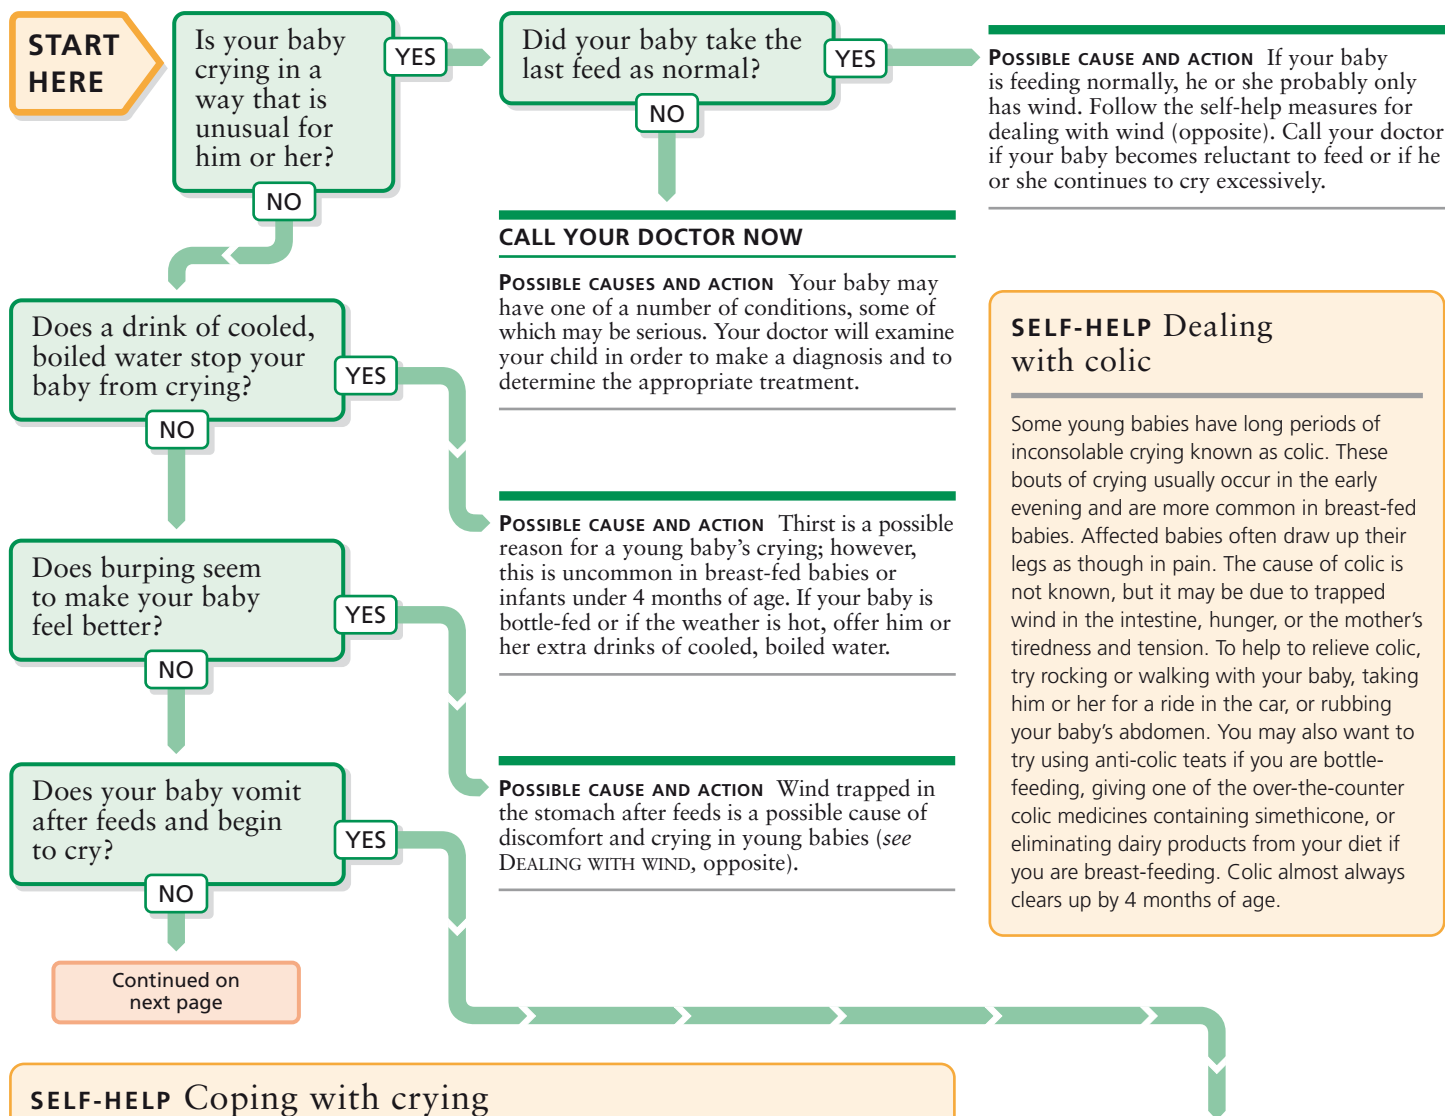 START
HERE
Is your baby
crying in a
way that is
unusual for
him or her?
YES
NO
Did your baby take the
last feed as normal?
YES
NO
POSSIBLE CAUSE AND ACTION If your baby
is feeding normally, he or she probably only
has wind. Follow the self-help measures for
dealing with wind (opposite). Call your doctor
if your baby becomes reluctant to feed or if he
or she continues to cry excessively.
CALL YOUR DOCTOR NOW
POSSIBLE CAUSES AND ACTION Your baby may
have one of a number of conditions, some of
which may be serious. Your doctor will examine
your child in order to make a diagnosis and to
determine the appropriate treatment.
Does a drink of cooled,
boiled water stop your
baby from crying?
YES
NO
POSSIBLE CAUSE AND ACTION Thirst is a possible
reason for a young baby's crying; however,
this is uncommon in breast-fed babies or
infants under 4 months of age. If your baby is
bottle-fed or if the weather is hot, offer him or
her extra drinks of cooled, boiled water.
Does burping seem
to make your baby
feel better?
YES
NO
POSSIBLE CAUSE AND ACTION Wind trapped in
the stomach after feeds is a possible cause of
discomfort and crying in young babies (see
DEALING WITH WIND, opposite).
Does your baby vomit
after feeds and begin
to cry?
YES
NO
Continued on
next page
SELF-HELP Dealing
with colic
Some young babies have long periods of
inconsolable crying known as colic. These
bouts of crying usually occur in the early
evening and are more common in breast-fed
babies. Affected babies often draw up their
legs as though in pain. The cause of colic is
not known, but it may be due to trapped
wind in the intestine, hunger, or the mother's
tiredness and tension. To help to relieve colic,
try rocking or walking with your baby, taking
him or her for a ride in the car, or rubbing
your baby's abdomen. You may also want to
try using anti-colic teats if you are bottle-
feeding, giving one of the over-the-counter
colic medicines containing simethicone, or
eliminating dairy products from your diet if
you are breast-feeding. Colic almost always
clears up by 4 months of age.
SELF-HELP Coping with crying